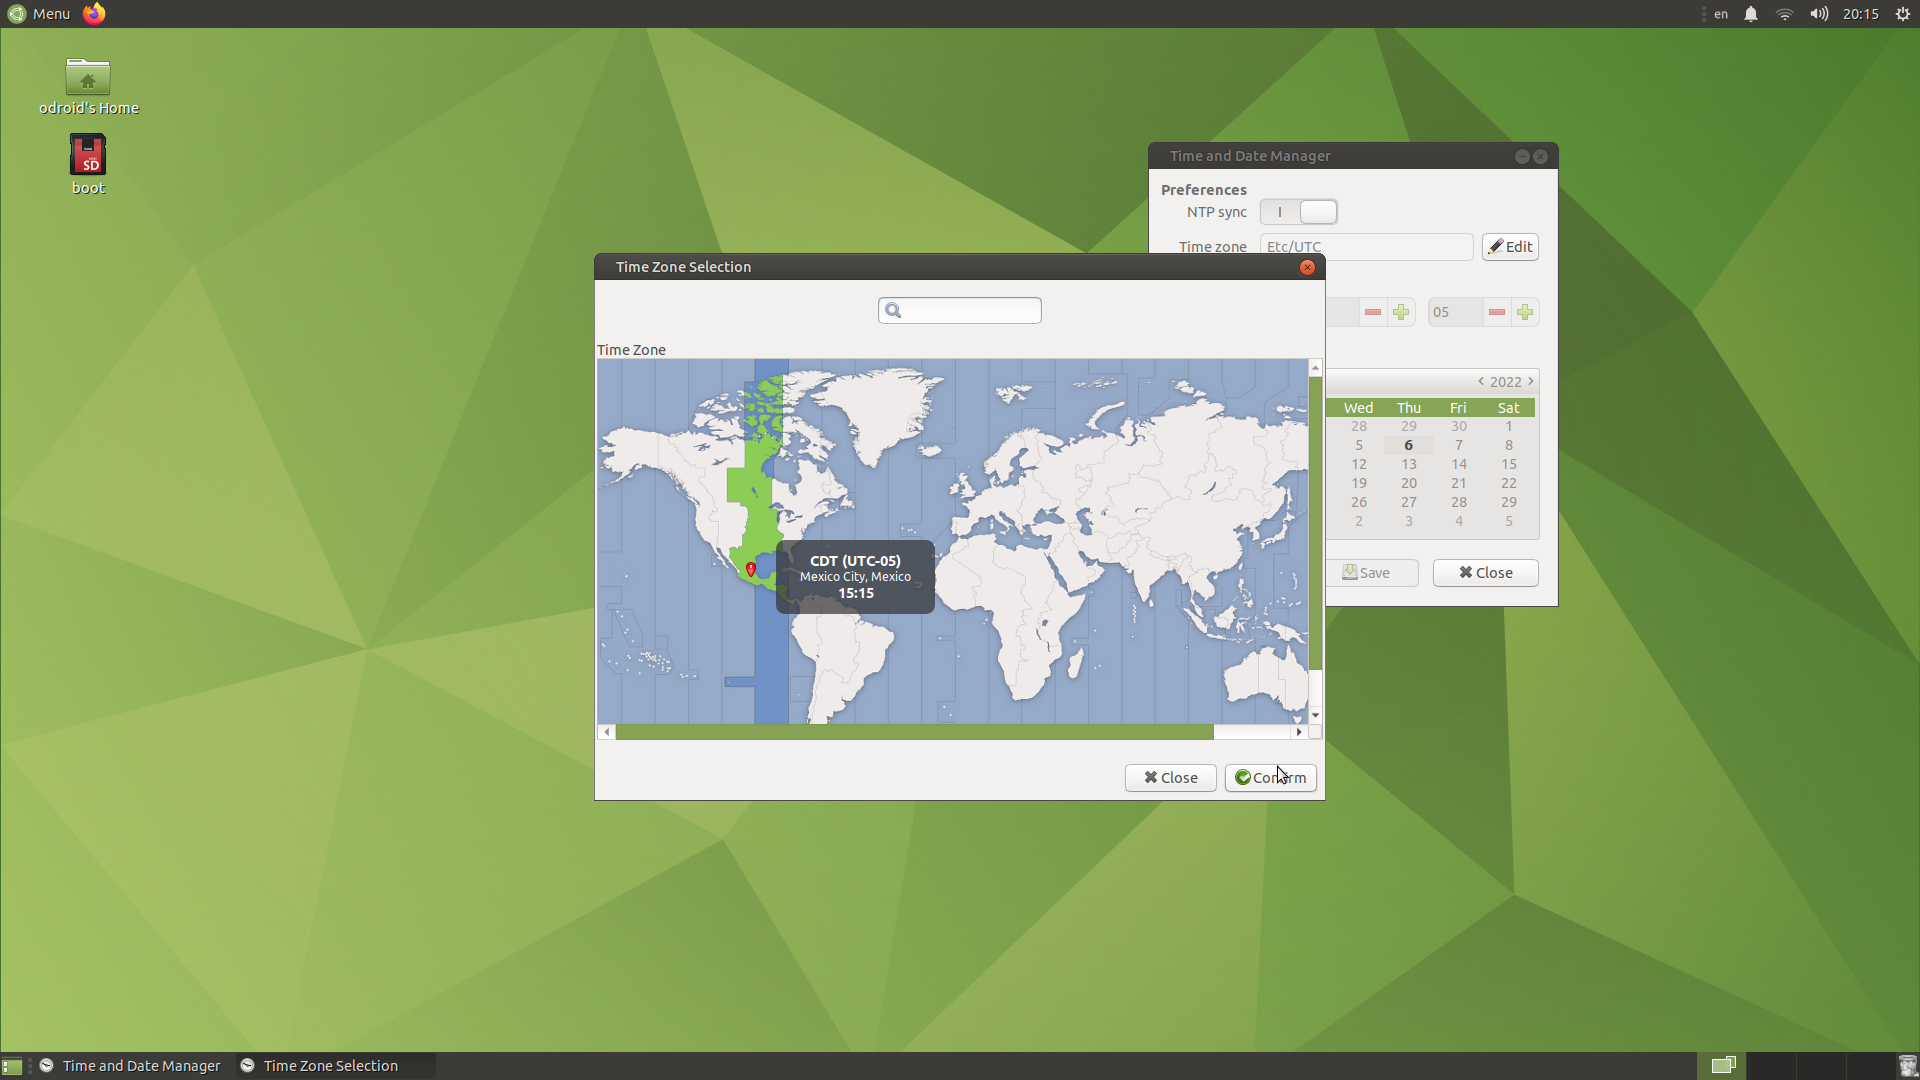 Menu
en
20:15
odroid's Home
SD
boot
Time and Date Manager
Preferences
NTP sync
Time zone Etc/UTC Edit
05
2022
Wed Thu Fri Sat
28 29 30 1
5 6 7 8
12 13 14 15
19 20 21 22
26 27 28 29
2 3 4 5
Save Close
Time Zone Selection
Time Zone
CDT (UTC-05)
Mexico City, Mexico
15:15
Close Confirm
Time and Date Manager Time Zone Selection